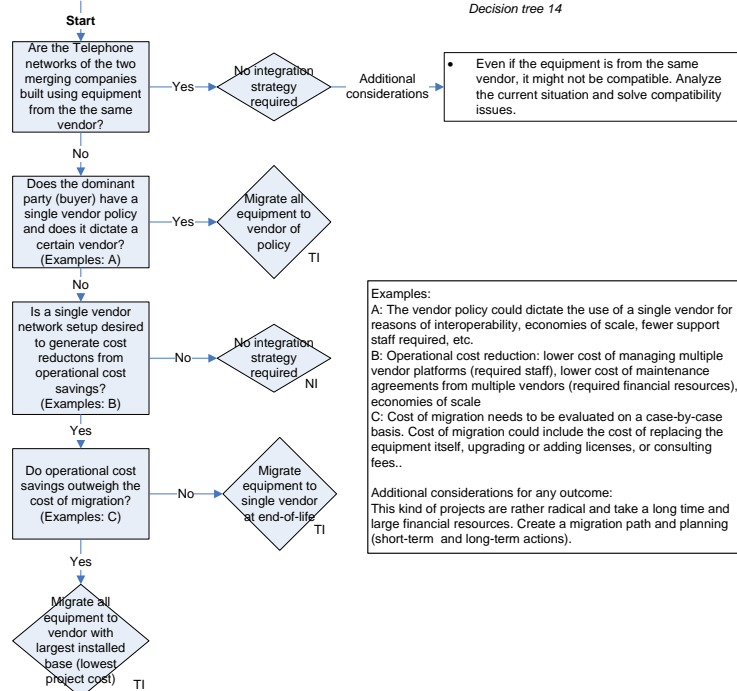 Decision tree 14
Start
Are the Telephone
networks of the two
merging companies
built using equipment
from the the same
vendor?
Yes
No integration
strategy
required
Additional
considerations
• Even if the equipment is from the same
vendor, it might not be compatible. Analyze
the current situation and solve compatibility
issues.
No
Does the dominant
party (buyer) have a
single vendor policy
and does it dictate a
certain vendor?
(Examples: A)
Yes
Migrate all
equipment to
vendor of
policy
TI
No
Is a single vendor
network setup desired
to generate cost
reductons from
operational cost
savings?
(Examples: B)
No
No integration
strategy
required
NI
Yes
Do operational cost
savings outweigh the
cost of migration?
(Examples: C)
No
Migrate
equipment to
single vendor
at end-of-life
TI
Yes
Migrate all
equipment to
vendor with
largest installed
base (lowest
project cost)
TI
Examples:
A: The vendor policy could dictate the use of a single vendor for
reasons of interoperability, economies of scale, fewer support
staff required, etc.
B: Operational cost reduction: lower cost of managing multiple
vendor platforms (required staff), lower cost of maintenance
agreements from multiple vendors (required financial resources),
economies of scale
C: Cost of migration needs to be evaluated on a case-by-case
basis. Cost of migration could include the cost of replacing the
equipment itself, upgrading or adding licenses, or consulting
fees..
Additional considerations for any outcome:
This kind of projects are rather radical and take a long time and
large financial resources. Create a migration path and planning
(short-term and long-term actions).